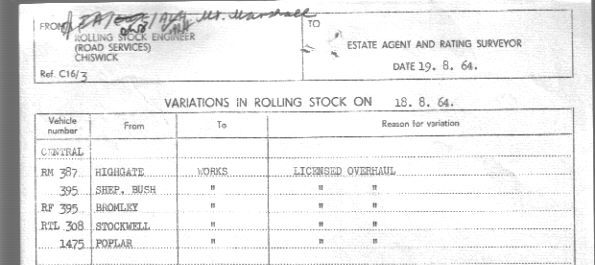 FROM Mr. Marshall
ROLLING STOCK ENGINEER
(ROAD SERVICES)
CHISWICK
Ref. C16/3
TO
ESTATE AGENT AND RATING SURVEYOR
DATE 19. 8. 64.
VARIATIONS IN ROLLING STOCK ON 18. 8. 64.
Vehicle number From To Reason for variation
CENTRAL
RM 387 HIGHGATE WORKS LICENSED OVERHAUL
395 SHEP. BUSH " " "
RF 395 BROMLEY " " "
RTL 308 STOCKWELL " " "
1475 POPLAR " " "